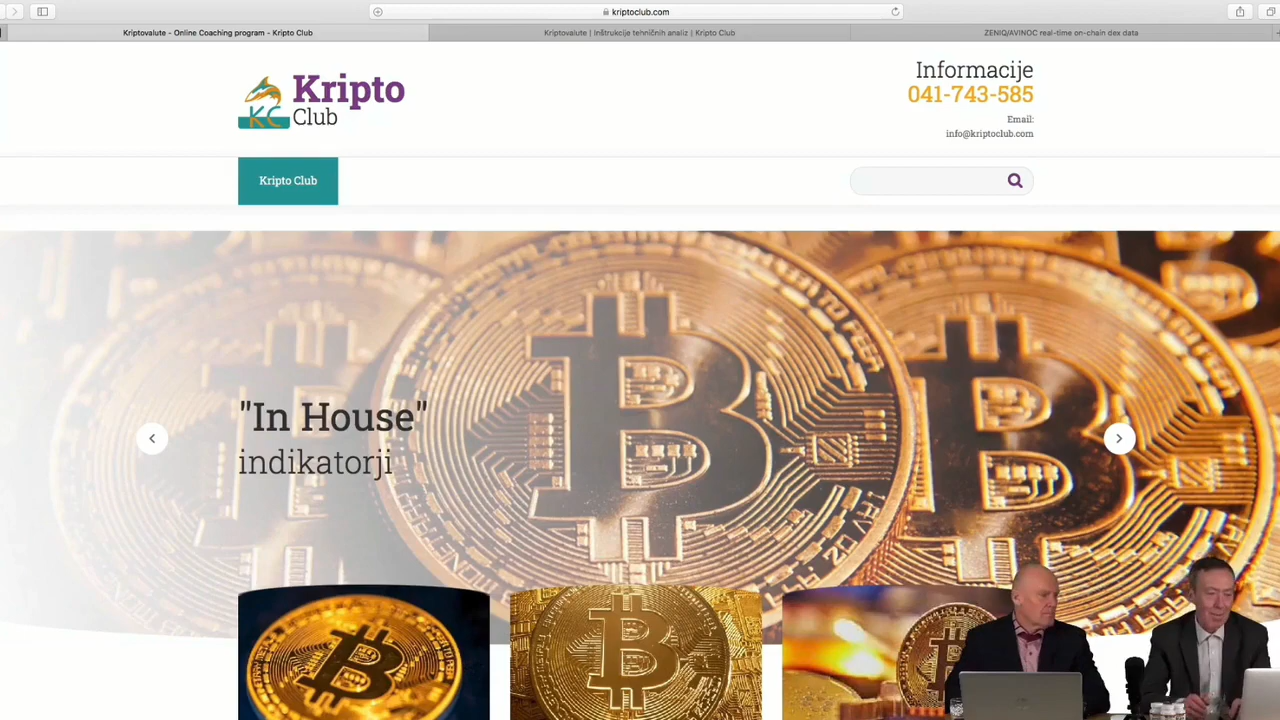 kriptoclub.com
Kriptovalute - Online Coaching program - Kripto Club
Kriptovalute | Inštrukcije tehničnih analiz | Kripto Club
ZENIQ/AVINOC real-time on-chain dex data
Kripto
Club
KC
Informacije
041-743-585
Email:
info@kriptoclub.com
Kripto Club
"In House"
indikatorji